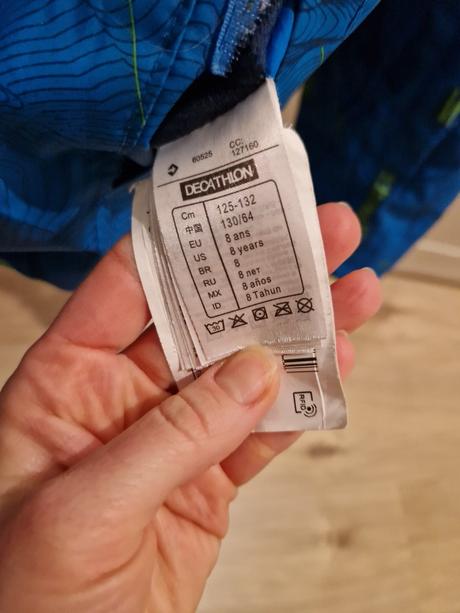 60525 CC: 127160
DECATHLON
Cm 125-132
中国 130/64
EU 8 ans
US 8 years
BR 8
RU 8 лет
MX 8 años
ID 8 Tahun
30
RFID